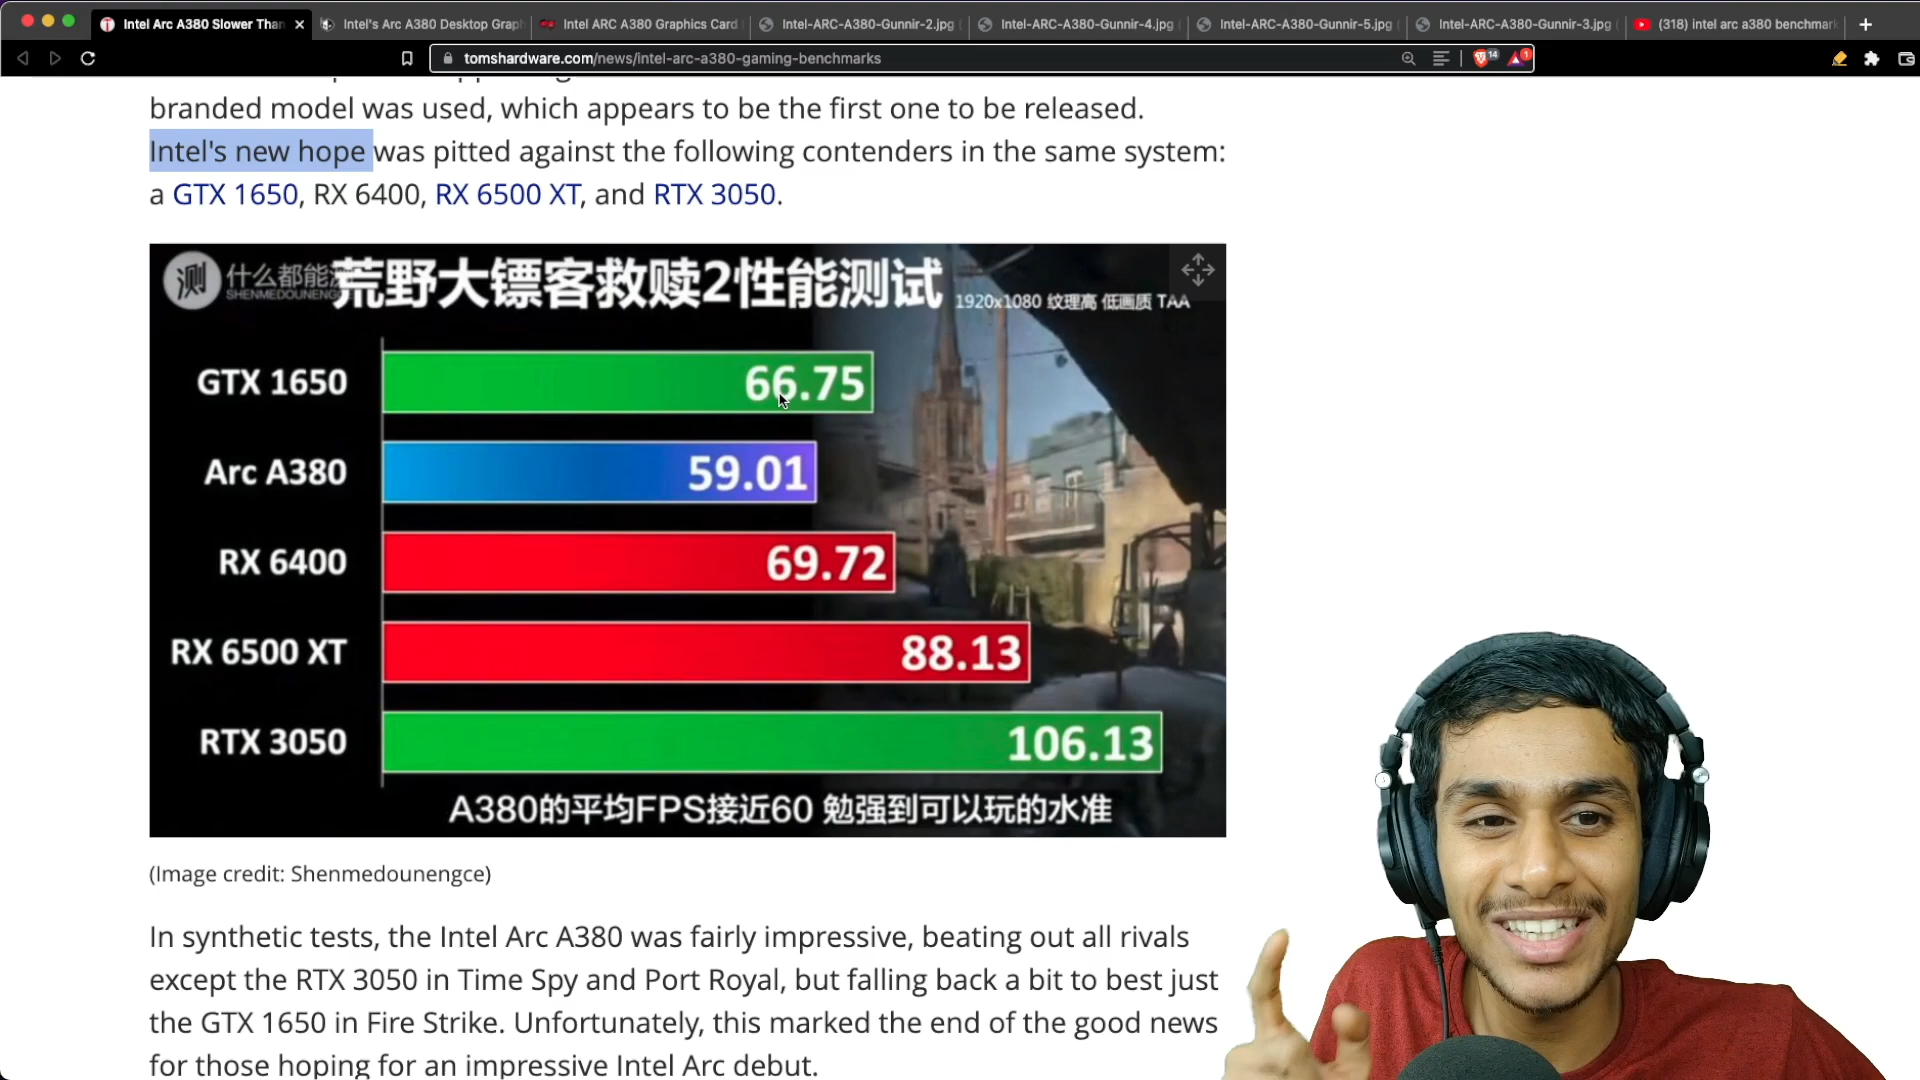 Intel Arc A380 Slower Than
Intel's Arc A380 Desktop Graph
Intel ARC A380 Graphics Card
Intel-ARC-A380-Gunnir-2.jpg
Intel-ARC-A380-Gunnir-4.jpg
Intel-ARC-A380-Gunnir-5.jpg
Intel-ARC-A380-Gunnir-3.jpg
(318) intel arc a380 benchmark
tomshardware.com/news/intel-arc-a380-gaming-benchmarks
14
1
branded model was used, which appears to be the first one to be released.
Intel's new hope was pitted against the following contenders in the same system:
a GTX 1650, RX 6400, RX 6500 XT, and RTX 3050.
测 什么都能
SHENMEDOUNENG
荒野大镖客救赎2性能测试
1920x1080 纹理高 低画质 TAA
GTX 1650 66.75
Arc A380 59.01
RX 6400 69.72
RX 6500 XT 88.13
RTX 3050 106.13
A380的平均FPS接近60 勉强到可以玩的水准
(Image credit: Shenmedounengce)
In synthetic tests, the Intel Arc A380 was fairly impressive, beating out all rivals
except the RTX 3050 in Time Spy and Port Royal, but falling back a bit to best just
the GTX 1650 in Fire Strike. Unfortunately, this marked the end of the good news
for those hoping for an impressive Intel Arc debut.